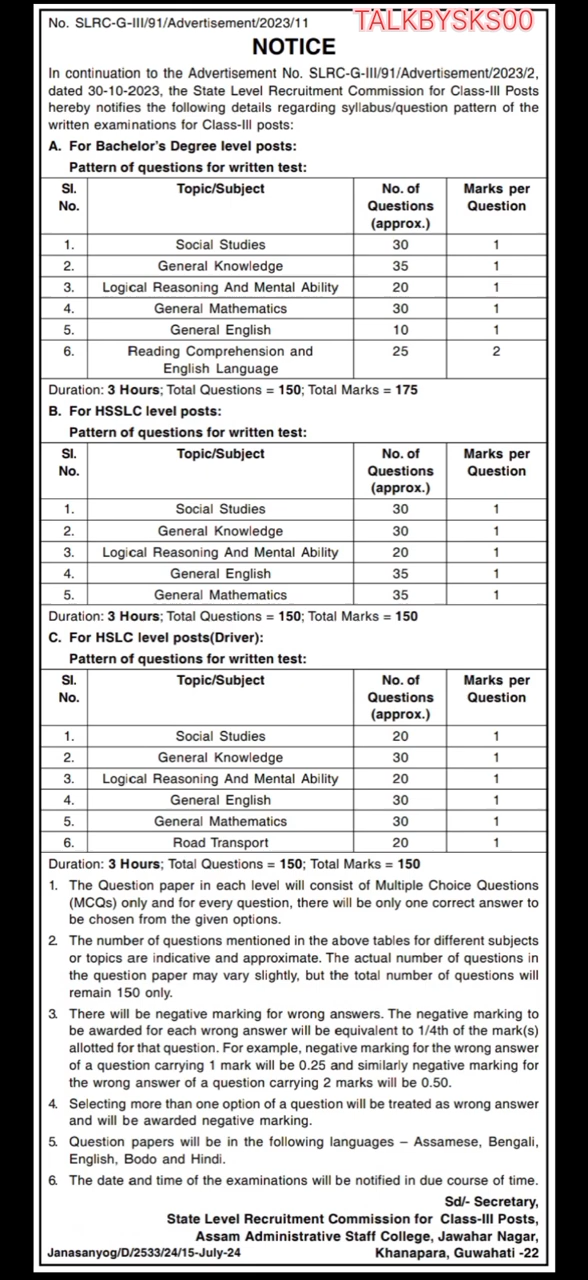 No. SLRC-G-III/91/Advertisement/2023/11
TALKBYSKS00
NOTICE
In continuation to the Advertisement No. SLRC-G-III/91/Advertisement/2023/2,
dated 30-10-2023, the State Level Recruitment Commission for Class-III Posts
hereby notifies the following details regarding syllabus/question pattern of the
written examinations for Class-III posts:
A. For Bachelor's Degree level posts:
Pattern of questions for written test:
Sl. No. Topic/Subject No. of Questions (approx.) Marks per Question
1. Social Studies 30 1
2. General Knowledge 35 1
3. Logical Reasoning And Mental Ability 20 1
4. General Mathematics 30 1
5. General English 10 1
6. Reading Comprehension and English Language 25 2
Duration: 3 Hours; Total Questions = 150; Total Marks = 175
B. For HSSLC level posts:
Pattern of questions for written test:
Sl. No. Topic/Subject No. of Questions (approx.) Marks per Question
1. Social Studies 30 1
2. General Knowledge 30 1
3. Logical Reasoning And Mental Ability 20 1
4. General English 35 1
5. General Mathematics 35 1
Duration: 3 Hours; Total Questions = 150; Total Marks = 150
C. For HSLC level posts(Driver):
Pattern of questions for written test:
Sl. No. Topic/Subject No. of Questions (approx.) Marks per Question
1. Social Studies 20 1
2. General Knowledge 30 1
3. Logical Reasoning And Mental Ability 20 1
4. General English 30 1
5. General Mathematics 30 1
6. Road Transport 20 1
Duration: 3 Hours; Total Questions = 150; Total Marks = 150
1. The Question paper in each level will consist of Multiple Choice Questions
(MCQs) only and for every question, there will be only one correct answer to
be chosen from the given options.
2. The number of questions mentioned in the above tables for different subjects
or topics are indicative and approximate. The actual number of questions in
the question paper may vary slightly, but the total number of questions will
remain 150 only.
3. There will be negative marking for wrong answers. The negative marking to
be awarded for each wrong answer will be equivalent to 1/4th of the mark(s)
allotted for that question. For example, negative marking for the wrong answer
of a question carrying 1 mark will be 0.25 and similarly negative marking for
the wrong answer of a question carrying 2 marks will be 0.50.
4. Selecting more than one option of a question will be treated as wrong answer
and will be awarded negative marking.
5. Question papers will be in the following languages – Assamese, Bengali,
English, Bodo and Hindi.
6. The date and time of the examinations will be notified in due course of time.
Sd/- Secretary,
State Level Recruitment Commission for Class-III Posts,
Assam Administrative Staff College, Jawahar Nagar,
Janasanyog/D/2533/24/15-July-24 Khanapara, Guwahati -22